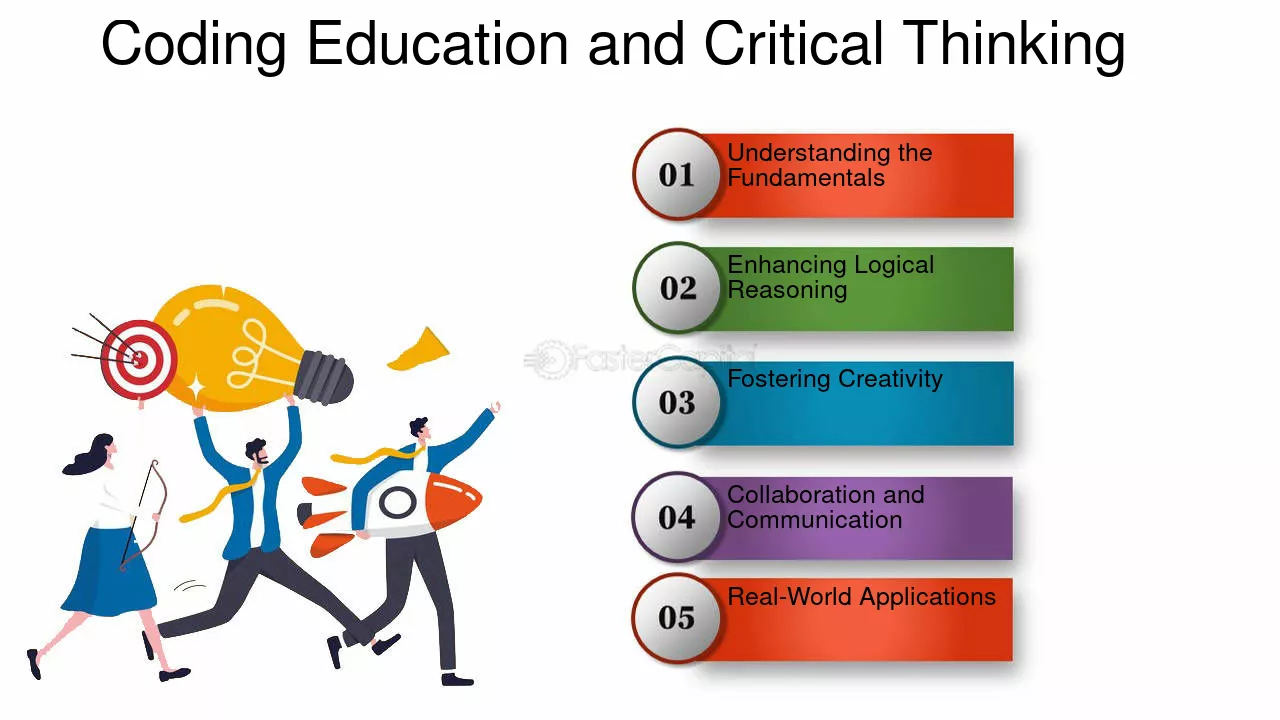 Coding Education and Critical Thinking
01
Understanding the
Fundamentals
02
Enhancing Logical
Reasoning
FasterCapital
03
Fostering Creativity
04
Collaboration and
Communication
05
Real-World Applications